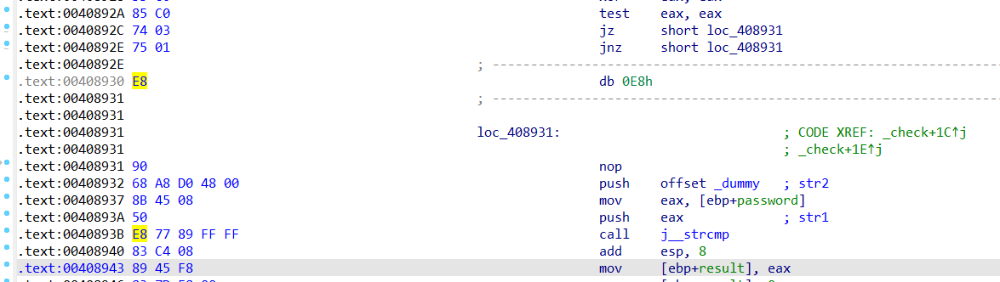 .text:0040892A 85 C0 test eax, eax
.text:0040892C 74 03 jz short loc_408931
.text:0040892E 75 01 jnz short loc_408931
.text:0040892E ; ---------------------------------------------------------------------------
.text:00408930 E8 db 0E8h
.text:00408931 ; ---------------------------------------------------------------------------
.text:00408931
.text:00408931 loc_408931: ; CODE XREF: _check+1C↑j
.text:00408931 ; _check+1E↑j
.text:00408931 90 nop
.text:00408932 68 A8 D0 48 00 push offset _dummy ; str2
.text:00408937 8B 45 08 mov eax, [ebp+password]
.text:0040893A 50 push eax ; str1
.text:0040893B E8 77 89 FF FF call j__strcmp
.text:00408940 83 C4 08 add esp, 8
.text:00408943 89 45 F8 mov [ebp+result], eax